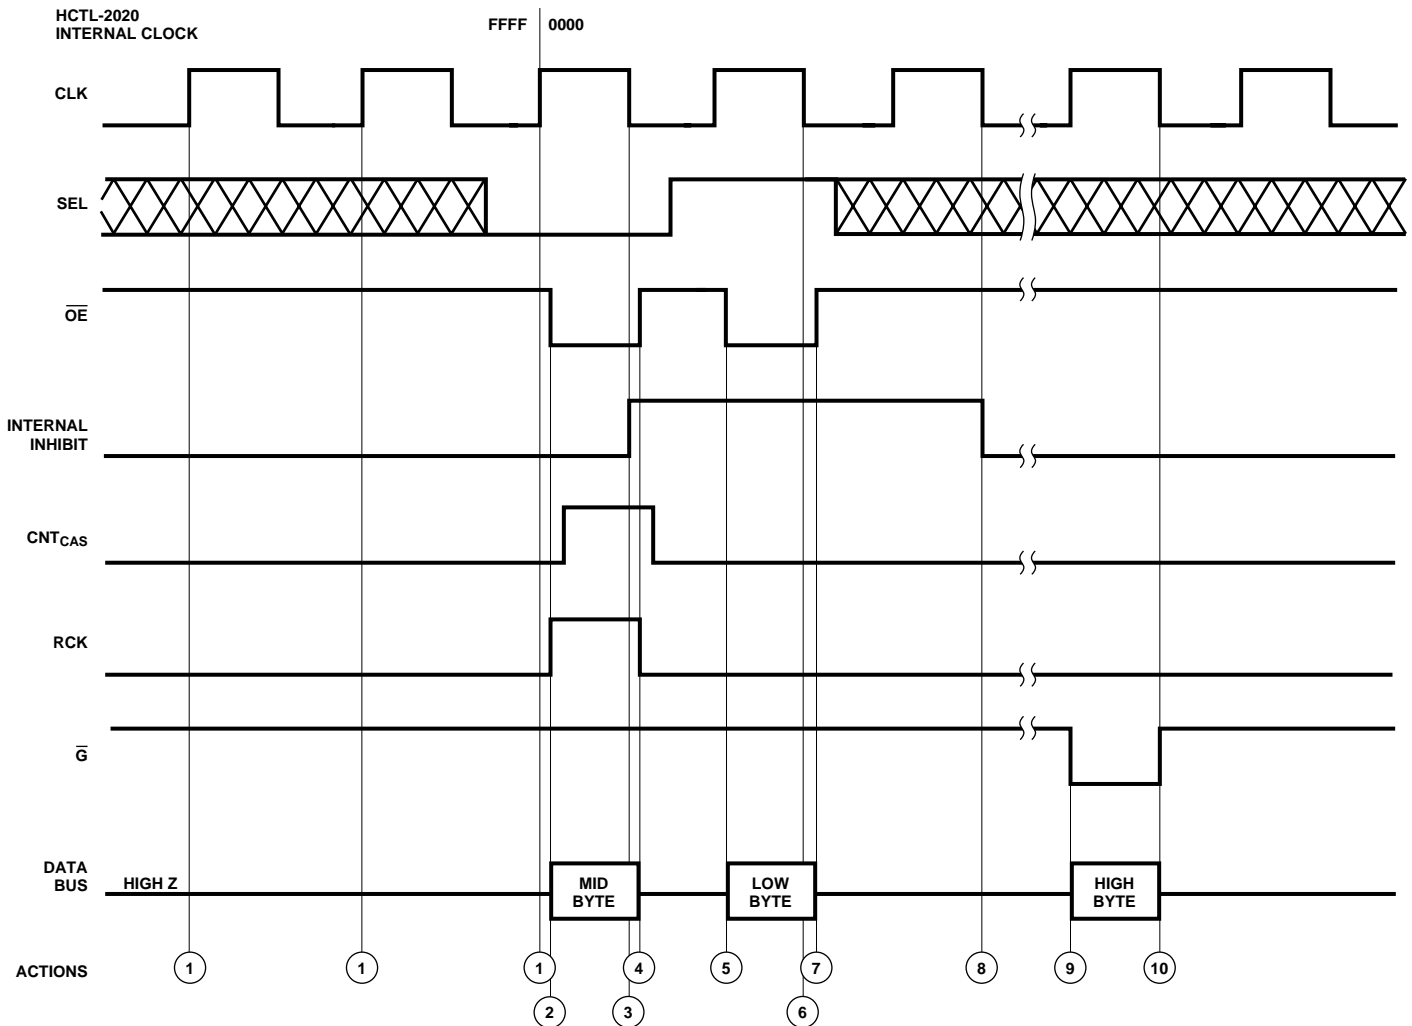 HCTL-2020
INTERNAL CLOCK
FFFF 0000
CLK
SEL
OE
INTERNAL
INHIBIT
CNTCAS
RCK
G
DATA
BUS
HIGH Z
MID
BYTE
LOW
BYTE
HIGH
BYTE
ACTIONS
1 1 1 4 5 7 8 9 10
2 3 6